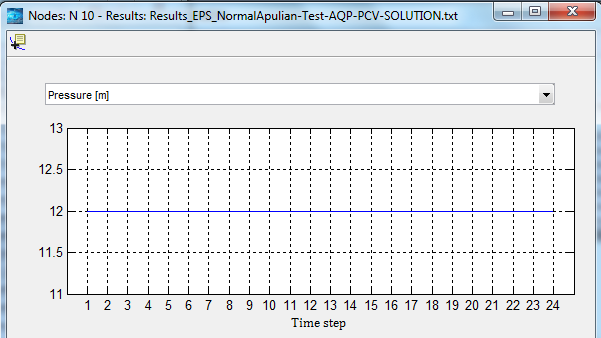 Nodes: N 10 - Results: Results_EPS_NormalApulian-Test-AQP-PCV-SOLUTION.txt
Pressure [m]
13
12.5
12
11.5
11
1 2 3 4 5 6 7 8 9 10 11 12 13 14 15 16 17 18 19 20 21 22 23 24
Time step